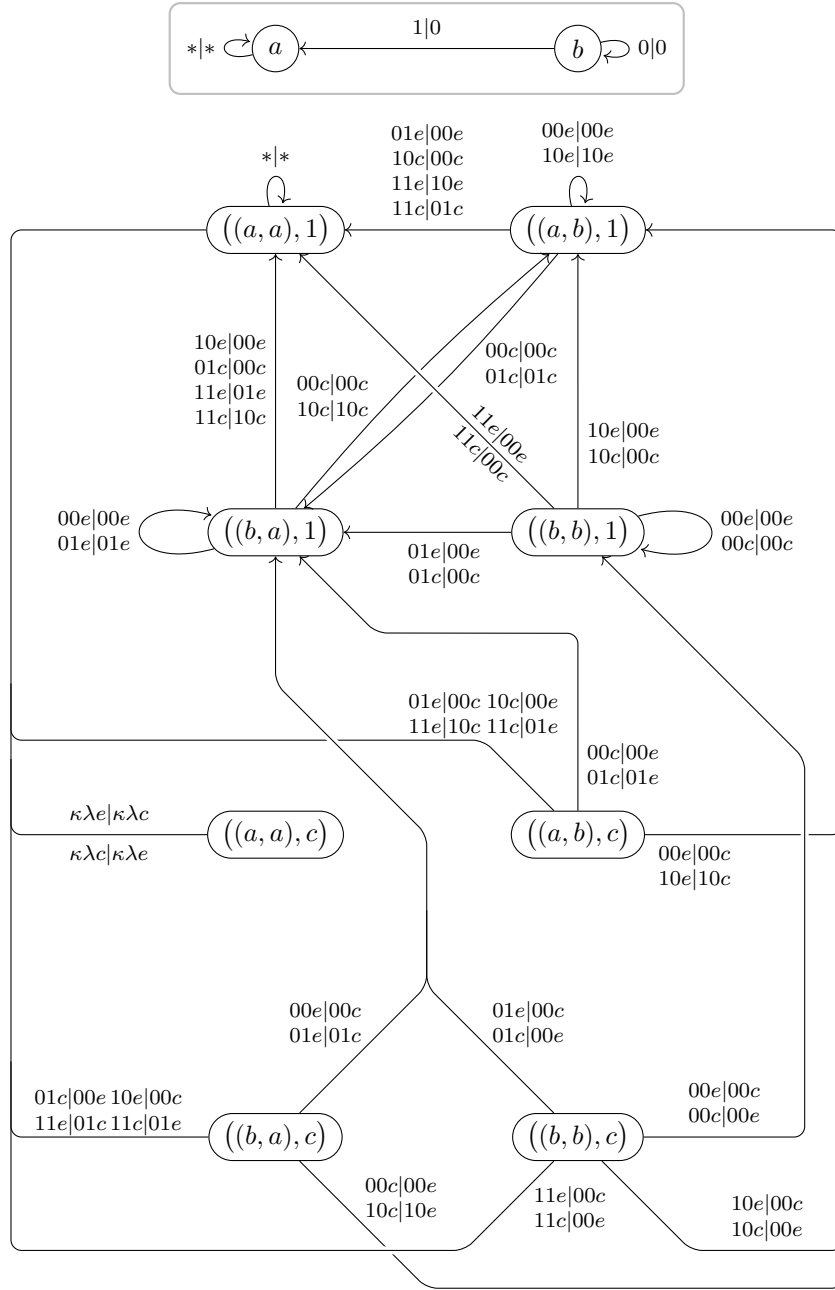 1|0
∗|∗
a
b
0|0
01e|00e
10c|00c
11e|10e
11c|01c
00e|00e
10e|10e
∗|∗
((a, a), 1)
((a, b), 1)
10e|00e
01c|00c
11e|01e
11c|10c
00c|00c
10c|10c
00c|00c
01c|01c
11e|00e
11c|00c
10e|00e
10c|00c
00e|00e
01e|01e
((b, a), 1)
((b, b), 1)
00e|00e
00c|00c
01e|00e
01c|00c
01e|00c 10c|00e
11e|10c 11c|01e
00c|00e
01c|01e
κλe|κλc
κλc|κλe
((a, a), c)
((a, b), c)
00e|00c
10e|10c
00e|00c
01e|01c
01e|00c
01c|00e
01c|00e 10e|00c
11e|01c 11c|01e
((b, a), c)
((b, b), c)
00e|00c
00c|00e
00c|00e
10c|10e
11e|00c
11c|00e
10e|00c
10c|00e